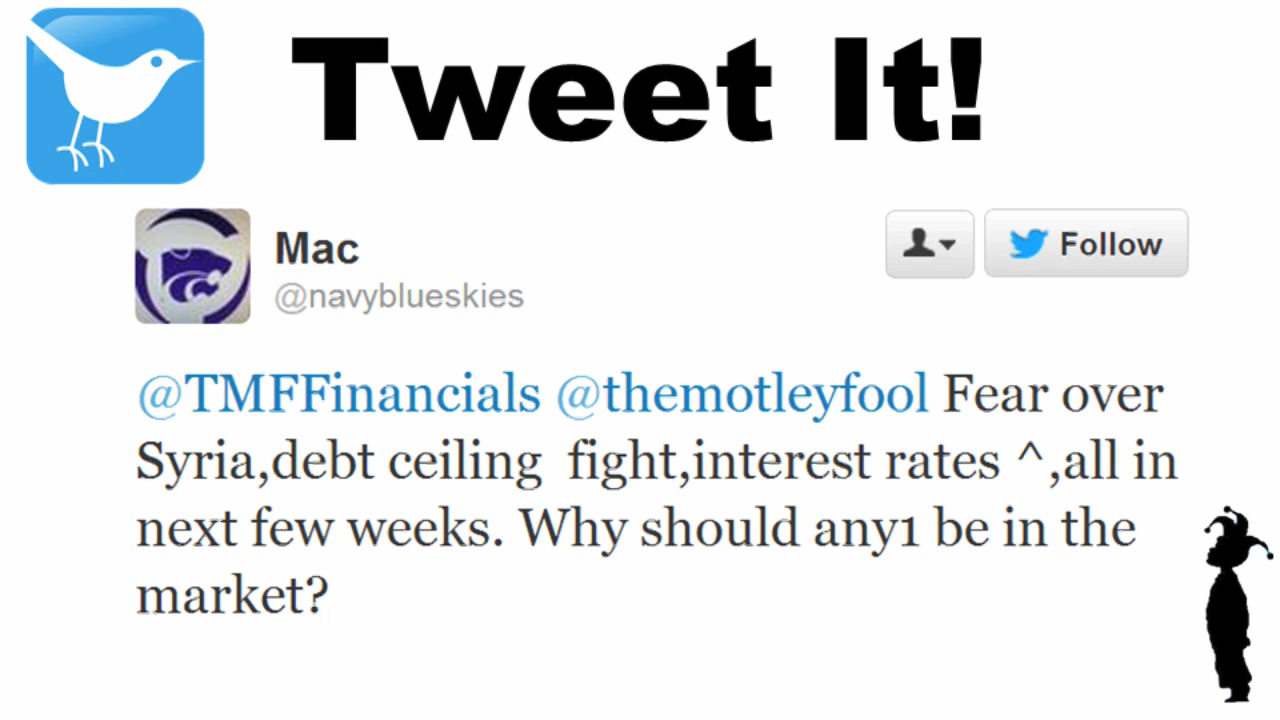 Tweet It!
Mac
Follow
@navyblueskies
@TMFFinancials @themotleyfool Fear over
Syria,debt ceiling  fight,interest rates ^,all in
next few weeks. Why should any1 be in the
market?